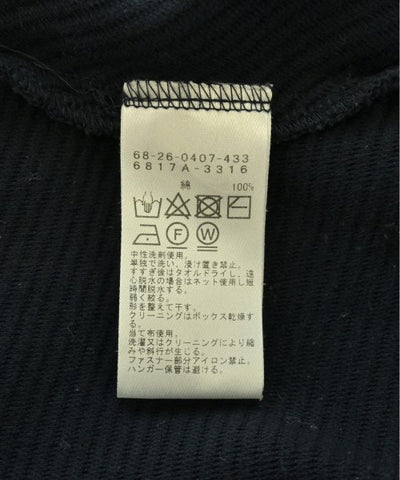 68-26-0407-433
6817A-3316
綿 100%
F W
中性洗剤使用。
単独で洗い、浸け置き禁止。
すすぎ後はタオルドライし、遠
心脱水の場合はネット使用し短
時間脱水する。
弱く絞る。
形を整えて干す。
クリーニングはボックス乾燥す
る。
当て布使用。
洗濯又はクリーニングにより縮
みや斜行が生じる。
ファスナー部分アイロン禁止。
ハンガー保管は避ける。